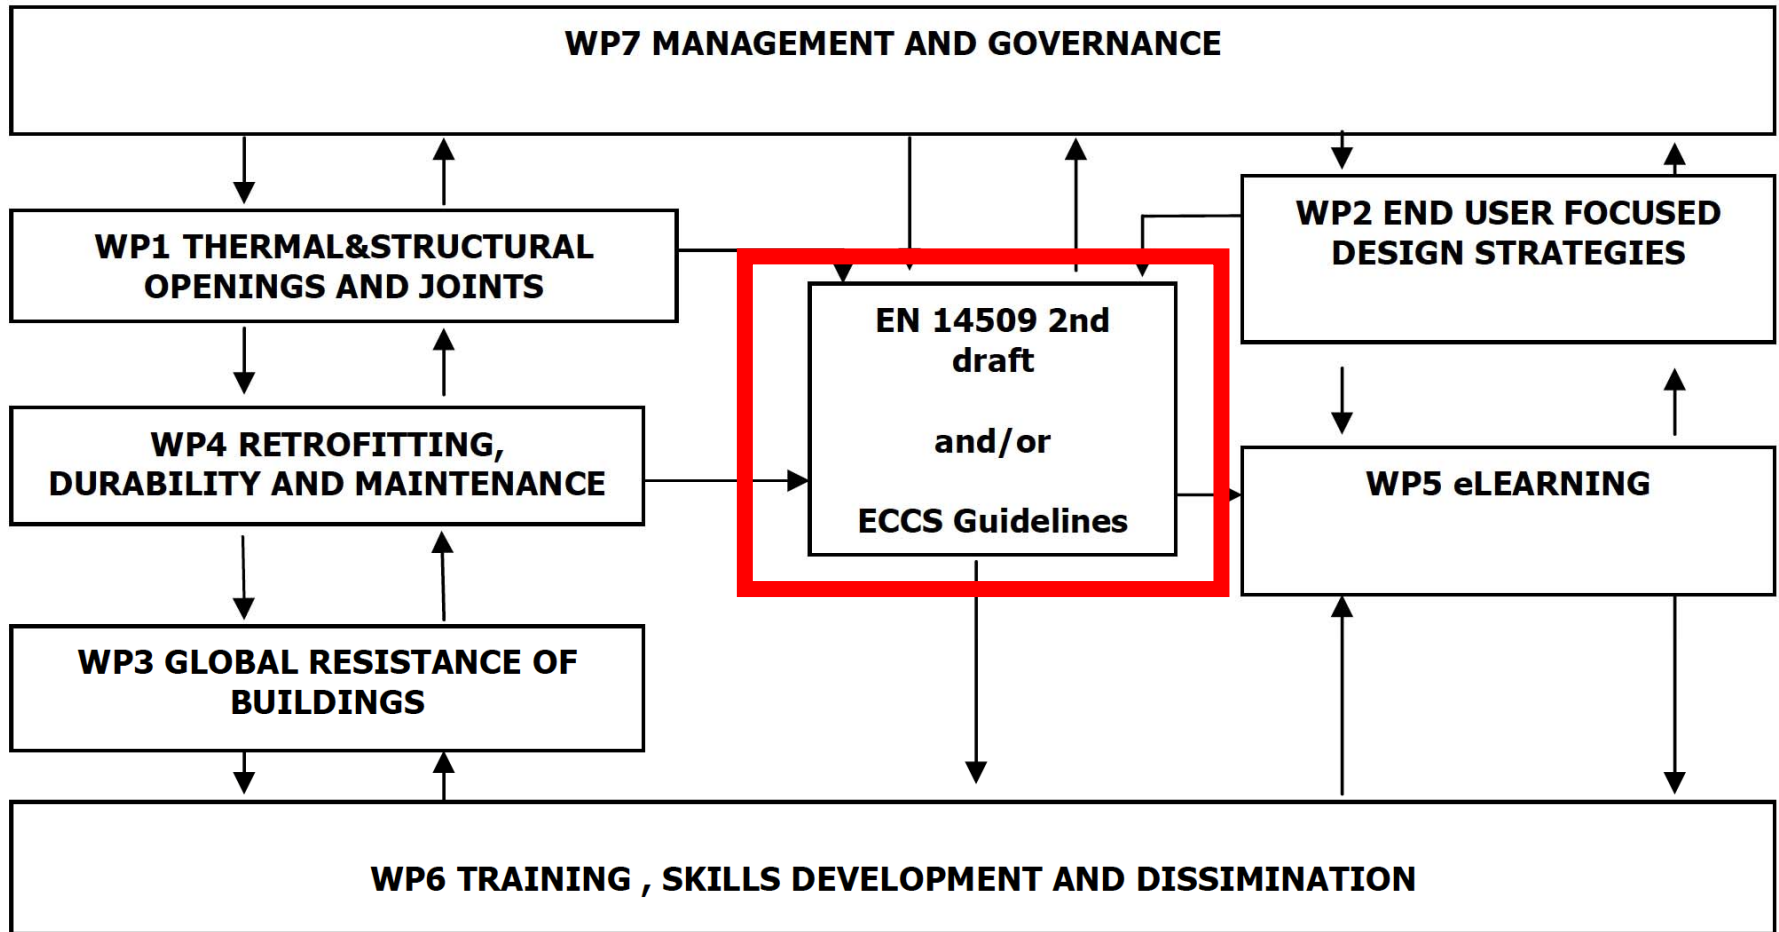 WP7 MANAGEMENT AND GOVERNANCE
WP1 THERMAL&STRUCTURAL
OPENINGS AND JOINTS
WP2 END USER FOCUSED
DESIGN STRATEGIES
EN 14509 2nd
draft
and/or
ECCS Guidelines
WP4 RETROFITTING,
DURABILITY AND MAINTENANCE
WP5 eLEARNING
WP3 GLOBAL RESISTANCE OF
BUILDINGS
WP6 TRAINING , SKILLS DEVELOPMENT AND DISSIMINATION